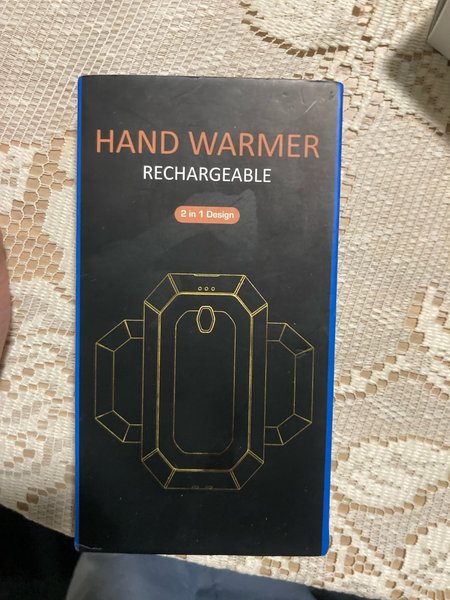 HAND WARMER
RECHARGEABLE
2 in 1 Design